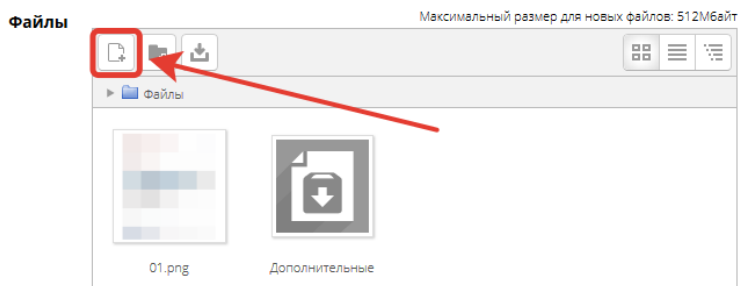 Максимальный размер для новых файлов: 512Мбайт
Файлы
Файлы
01.png
Дополнительные